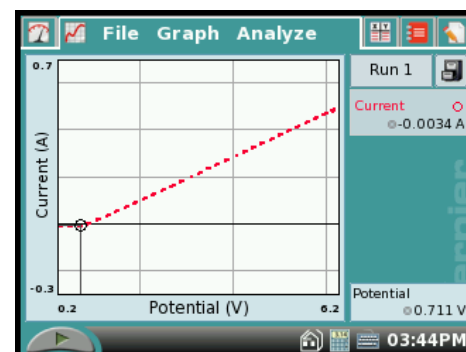 File Graph Analyze
0.7
Current (A)
-0.3
0.2
Potential (V)
6.2
Run 1
Current
-0.0034 A
Potential
0.711 V
03:44PM